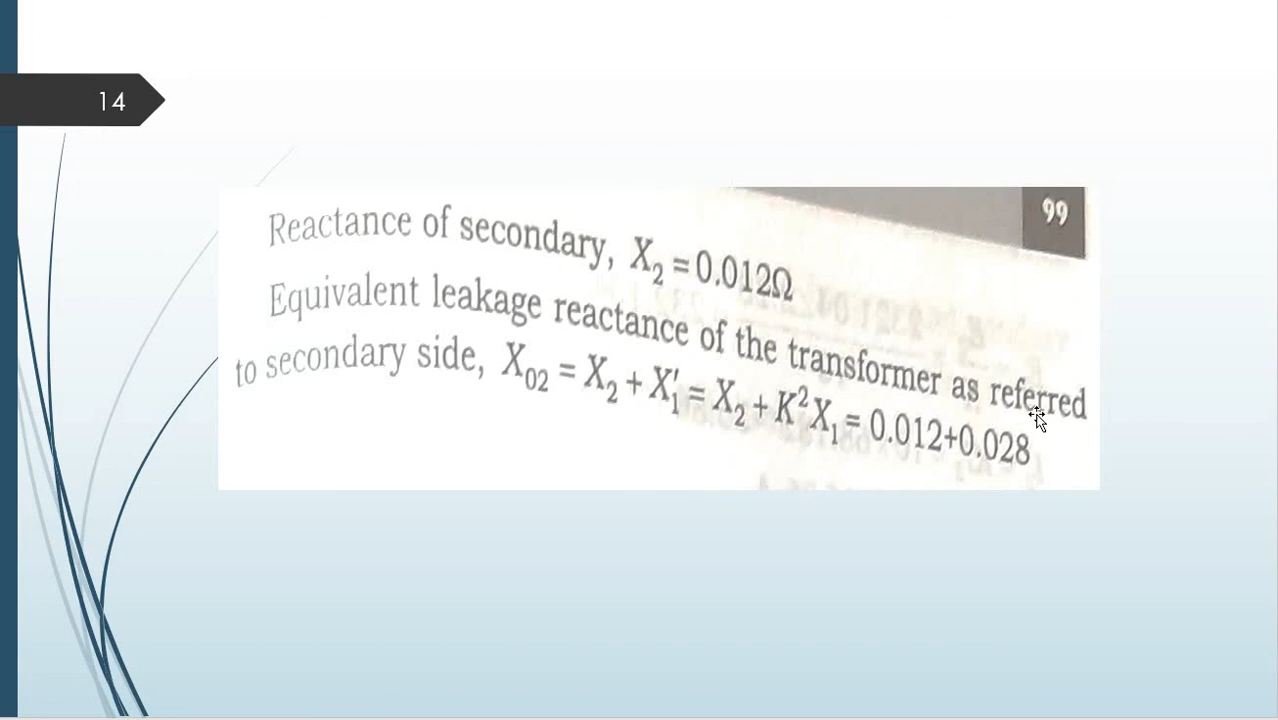 14
99
Reactance of secondary, X₂ = 0.012Ω
Equivalent leakage reactance of the transformer as referred
to secondary side, X₀₂ = X₂ + X₁′ = X₂ + K²X₁ = 0.012+0.028